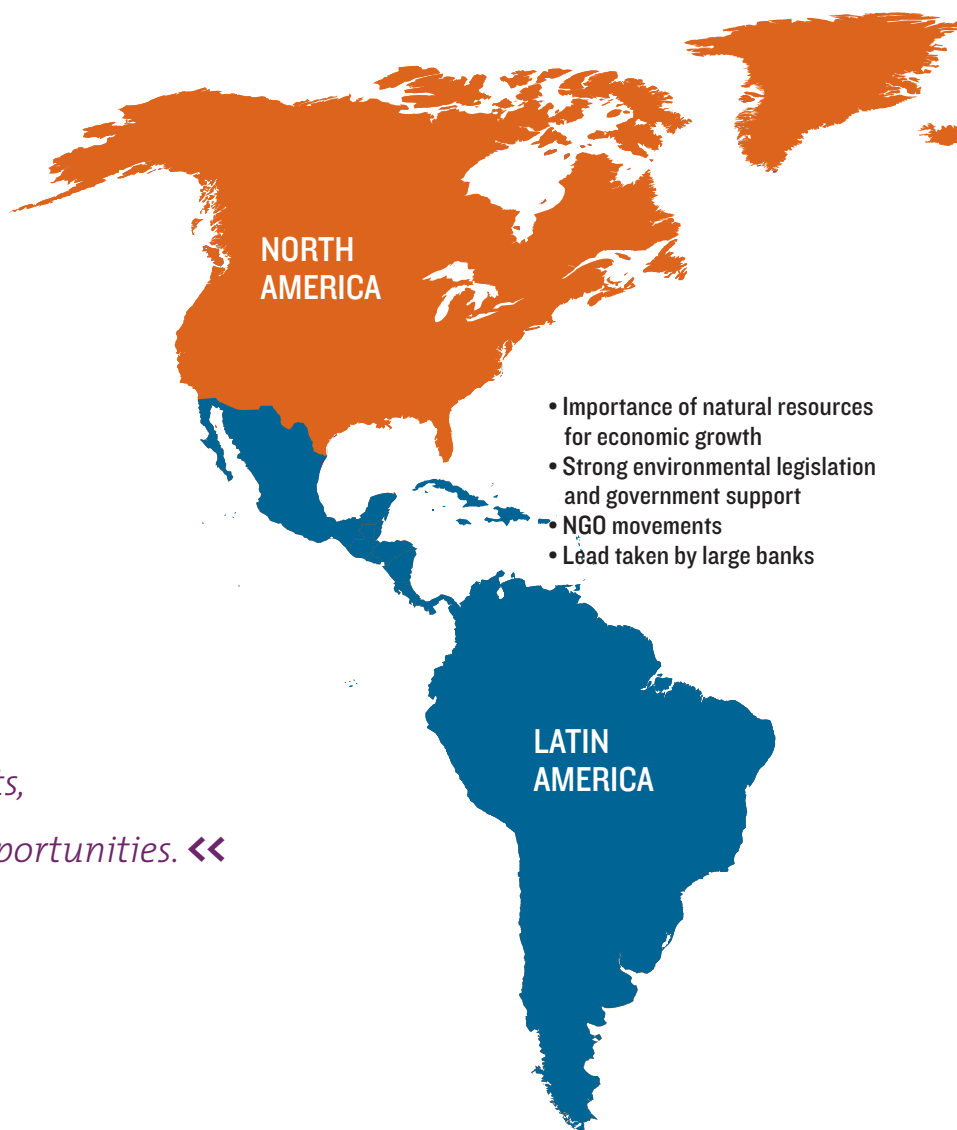 NORTH
AMERICA
• Importance of natural resources
for economic growth
• Strong environmental legislation
and government support
• NGO movements
• Lead taken by large banks
LATIN
AMERICA
opportunities. <<